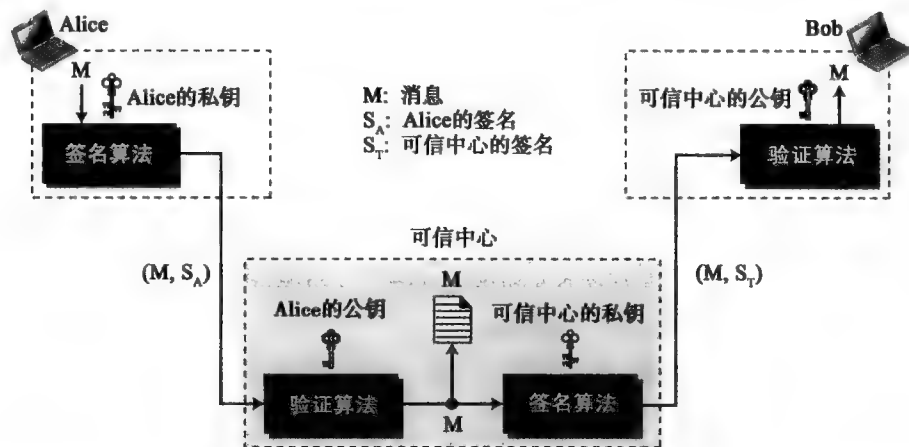 Alice
Bob
M
Alice的私钥
签名算法
M: 消息
S_A: Alice的签名
S_T: 可信中心的签名
可信中心的公钥
M
验证算法
(M, S_A)
可信中心
(M, S_T)
M
Alice的公钥
可信中心的私钥
验证算法
M
签名算法